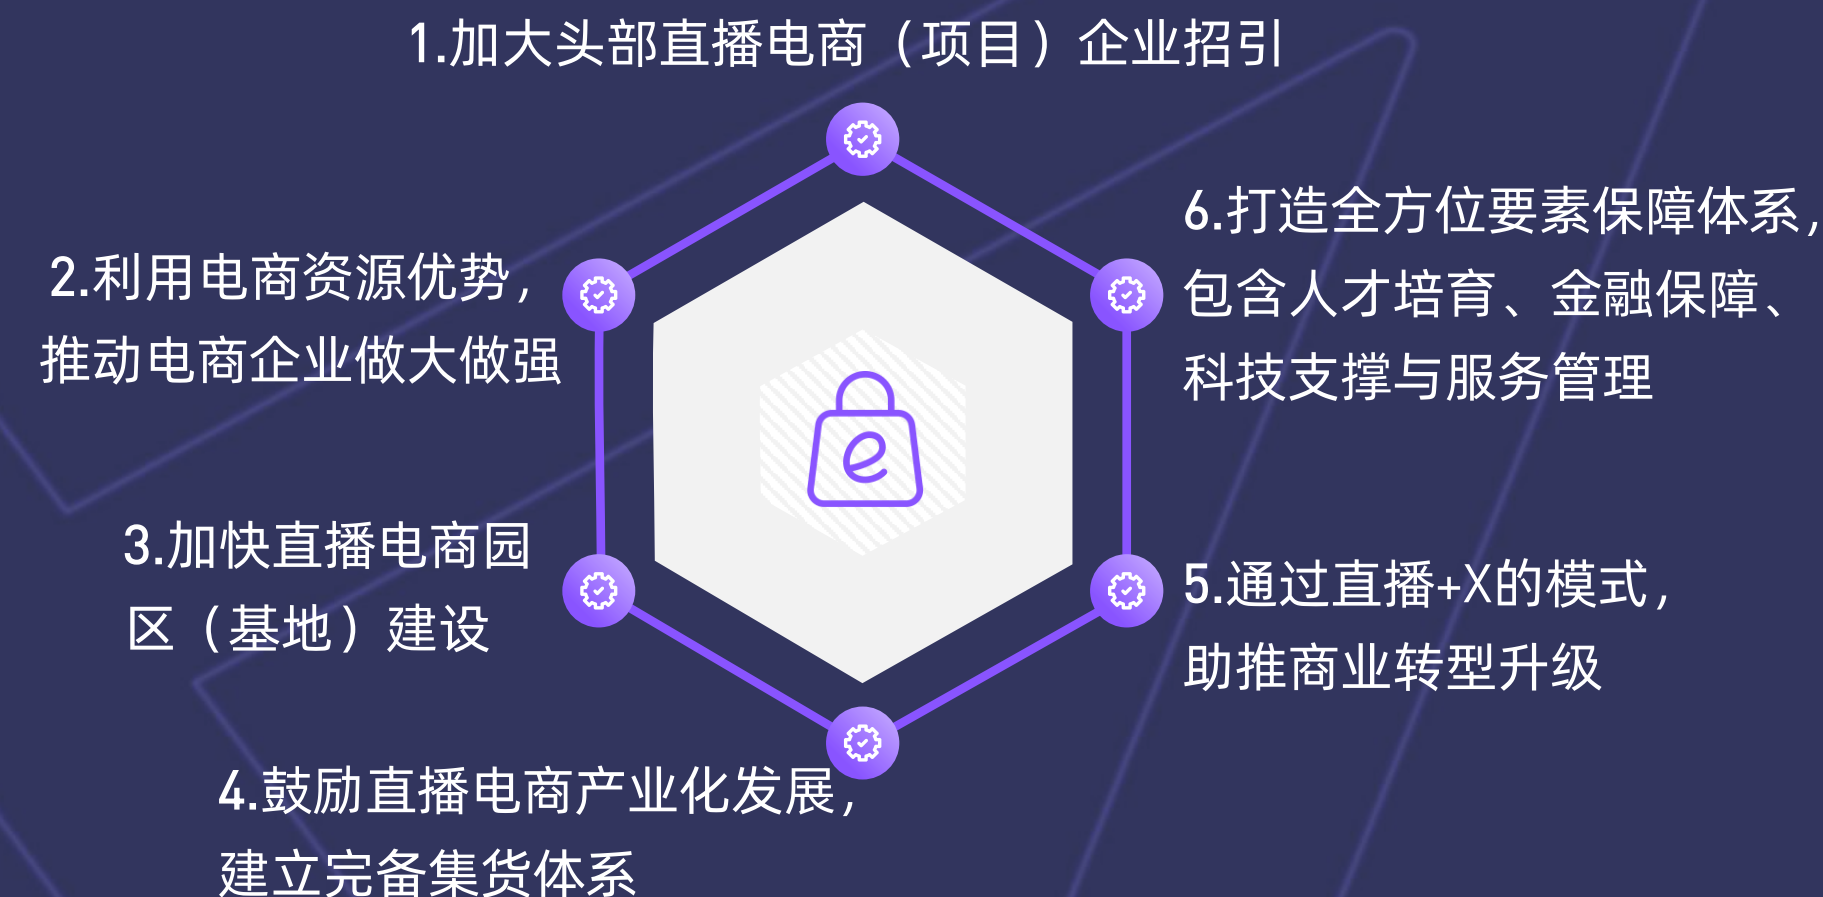 1.加大头部直播电商（项目）企业招引
2.利用电商资源优势，
推动电商企业做大做强
3.加快直播电商园
区（基地）建设
4.鼓励直播电商产业化发展，
建立完备集货体系
5.通过直播+X的模式，
助推商业转型升级
6.打造全方位要素保障体系，
包含人才培育、金融保障、
科技支撑与服务管理
e